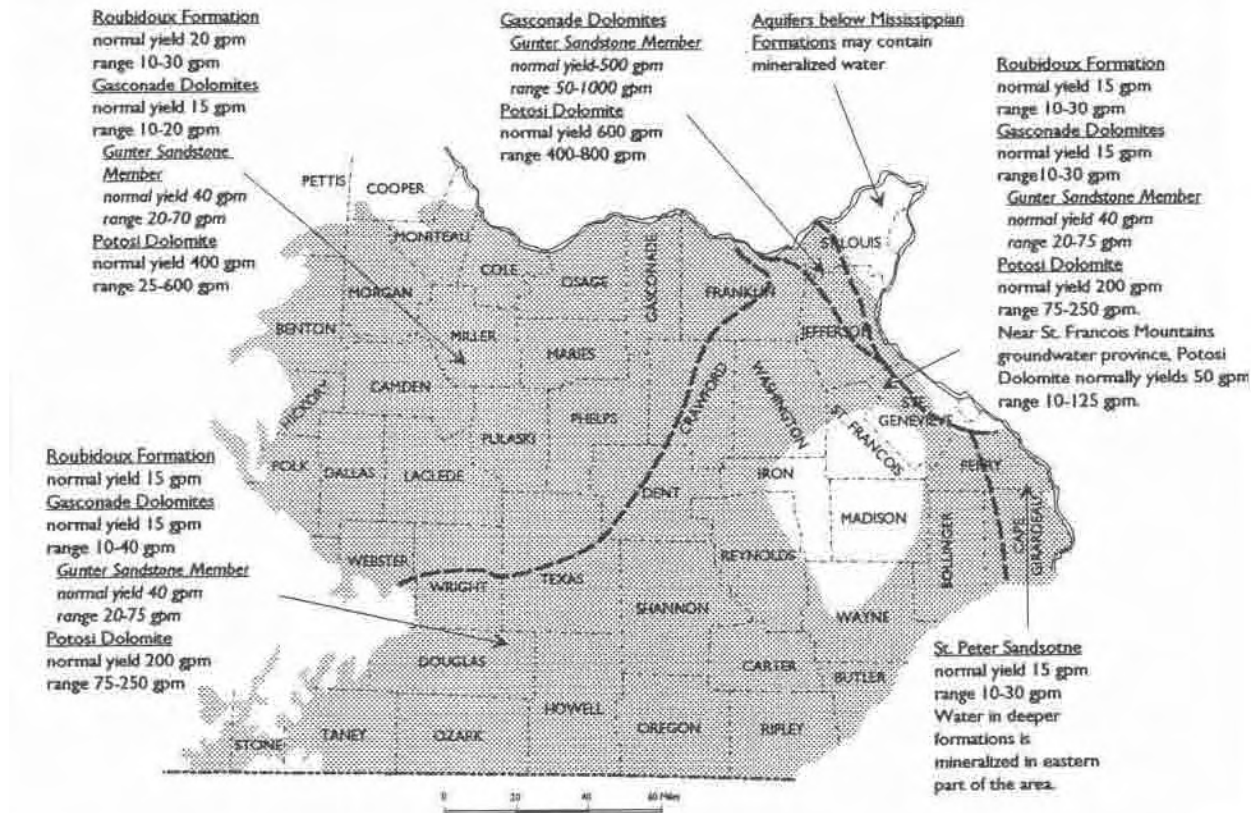 Roubidoux Formation
normal yield 20 gpm
range 10-30 gpm
Gasconade Dolomites
normal yield 15 gpm
range 10-20 gpm
Gunter Sandstone
Member
normal yield 40 gpm
range 20-70 gpm
Potosi Dolomite
normal yield 400 gpm
range 25-600 gpm
Gasconade Dolomites
Gunter Sandstone Member
normal yield-500 gpm
range 50-1000 gpm
Potosi Dolomite
normal yield 600 gpm
range 400-800 gpm
Aquifers below Mississippian
Formations may contain
mineralized water
Roubidoux Formation
normal yield 15 gpm
range 10-30 gpm
Gasconade Dolomites
normal yield 15 gpm
range10-30 gpm
Gunter Sandstone Member
normal yield 40 gpm
range 20-75 gpm
Potosi Dolomite
normal yield 200 gpm
range 75-250 gpm.
Near St. Francois Mountains
groundwater province, Potosi
Dolomite normally yields 50 gpm
range 10-125 gpm.
PETTIS
COOPER
MONITEAU
COLE
OSAGE
GASCONADE
FRANKLIN
ST. LOUIS
MORGAN
BENTON
MILLER
MARIES
JEFFERSON
CAMDEN
HICKORY
PHELPS
CRAWFORD
WASHINGTON
STE.
GENEVIEVE
ST. FRANCOIS
PULASKI
POLK
DALLAS
LACLEDE
DENT
IRON
PERRY
MADISON
CAPE
GIRARDEAU
BOLLINGER
WEBSTER
WRIGHT
TEXAS
REYNOLDS
SHANNON
WAYNE
DOUGLAS
CARTER
BUTLER
HOWELL
OREGON
RIPLEY
STONE
TANEY
OZARK
Roubidoux Formation
normal yield 15 gpm
Gasconade Dolomites
normal yield 15 gpm
range 10-40 gpm
Gunter Sandstone Member
normal yield 40 gpm
range 20-75 gpm
Potosi Dolomite
normal yield 200 gpm
range 75-250 gpm
St. Peter Sandsotne
normal yield 15 gpm
range 10-30 gpm
Water in deeper
formations is
mineralized in eastern
part of the area.
0 20 40 60 Miles